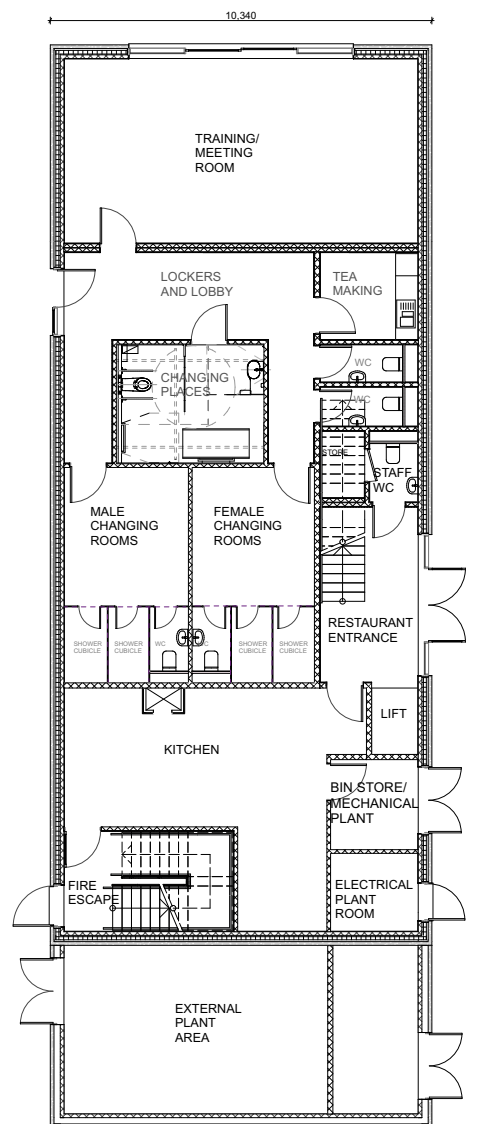 10,340
TRAINING/
MEETING
ROOM
LOCKERS
AND LOBBY
TEA
MAKING
WC
CHANGING
PLACES
WC
STORE
STAFF
WC
MALE
CHANGING
ROOMS
FEMALE
CHANGING
ROOMS
RESTAURANT
ENTRANCE
SHOWER
CUBICLE
SHOWER
CUBICLE
WC
SHOWER
CUBICLE
SHOWER
CUBICLE
LIFT
KITCHEN
BIN STORE/
MECHANICAL
PLANT
FIRE
ESCAPE
ELECTRICAL
PLANT
ROOM
EXTERNAL
PLANT
AREA